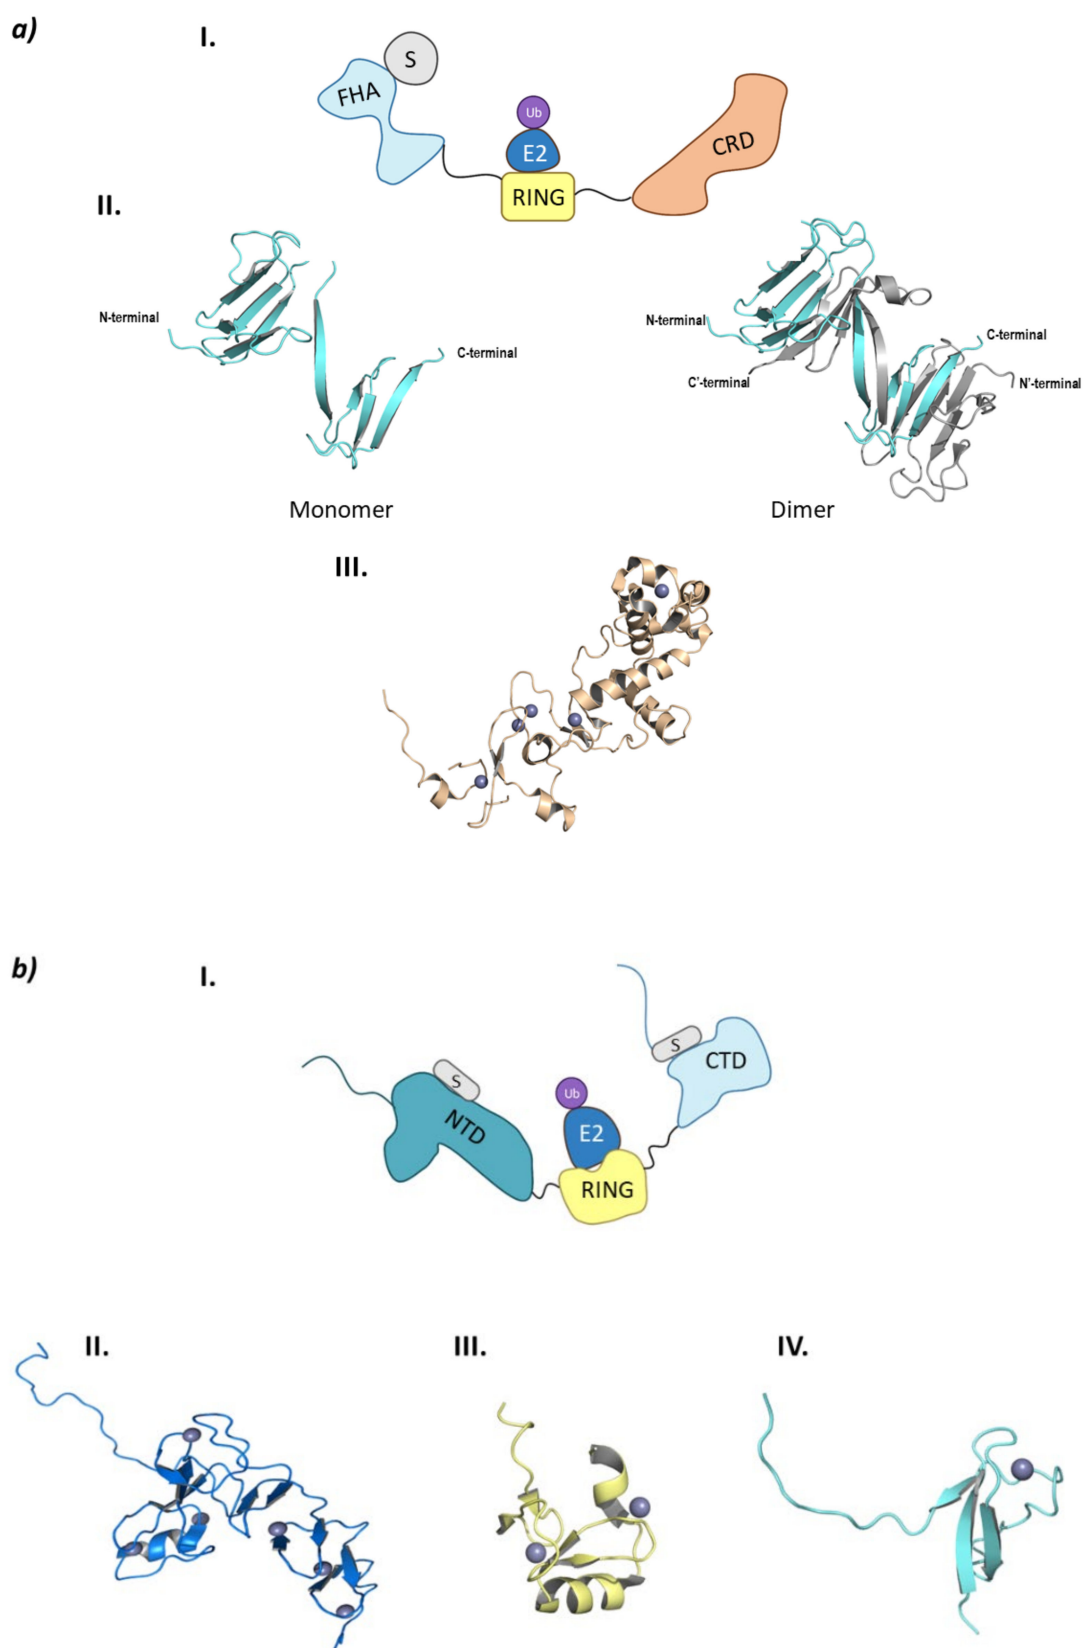 a)
I.
S
FHA
Ub
E2
RING
CRD
II.
N-terminal
C-terminal
Monomer
N-terminal
C-terminal
C'-terminal
N'-terminal
Dimer
III.
b)
I.
S
NTD
Ub
E2
RING
S
CTD
II.
III.
IV.